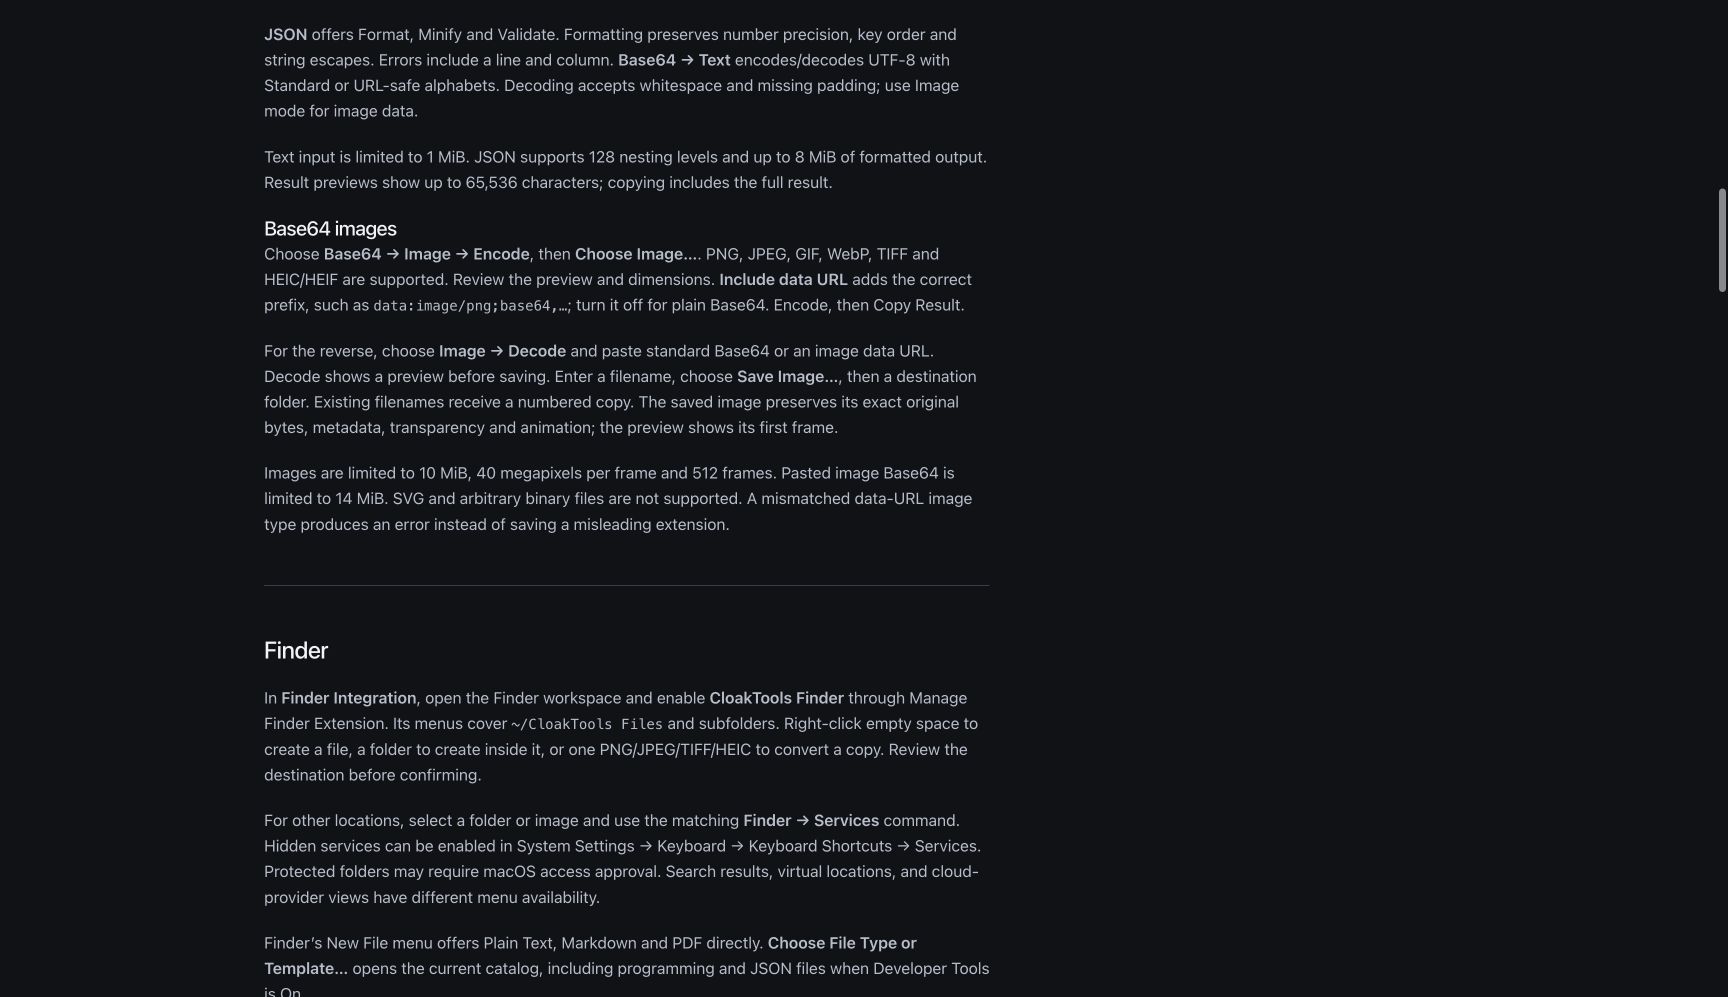 JSON offers Format, Minify and Validate. Formatting preserves number precision, key order and
string escapes. Errors include a line and column. Base64 → Text encodes/decodes UTF-8 with
Standard or URL-safe alphabets. Decoding accepts whitespace and missing padding; use Image
mode for image data.
Text input is limited to 1 MiB. JSON supports 128 nesting levels and up to 8 MiB of formatted output.
Result previews show up to 65,536 characters; copying includes the full result.
Base64 images
Choose Base64 → Image → Encode, then Choose Image…. PNG, JPEG, GIF, WebP, TIFF and
HEIC/HEIF are supported. Review the preview and dimensions. Include data URL adds the correct
prefix, such as data:image/png;base64,…; turn it off for plain Base64. Encode, then Copy Result.
For the reverse, choose Image → Decode and paste standard Base64 or an image data URL.
Decode shows a preview before saving. Enter a filename, choose Save Image…, then a destination
folder. Existing filenames receive a numbered copy. The saved image preserves its exact original
bytes, metadata, transparency and animation; the preview shows its first frame.
Images are limited to 10 MiB, 40 megapixels per frame and 512 frames. Pasted image Base64 is
limited to 14 MiB. SVG and arbitrary binary files are not supported. A mismatched data-URL image
type produces an error instead of saving a misleading extension.
Finder
In Finder Integration, open the Finder workspace and enable CloakTools Finder through Manage
Finder Extension. Its menus cover ~/CloakTools Files and subfolders. Right-click empty space to
create a file, a folder to create inside it, or one PNG/JPEG/TIFF/HEIC to convert a copy. Review the
destination before confirming.
For other locations, select a folder or image and use the matching Finder → Services command.
Hidden services can be enabled in System Settings → Keyboard → Keyboard Shortcuts → Services.
Protected folders may require macOS access approval. Search results, virtual locations, and cloud-
provider views have different menu availability.
Finder’s New File menu offers Plain Text, Markdown and PDF directly. Choose File Type or
Template… opens the current catalog, including programming and JSON files when Developer Tools
is On.